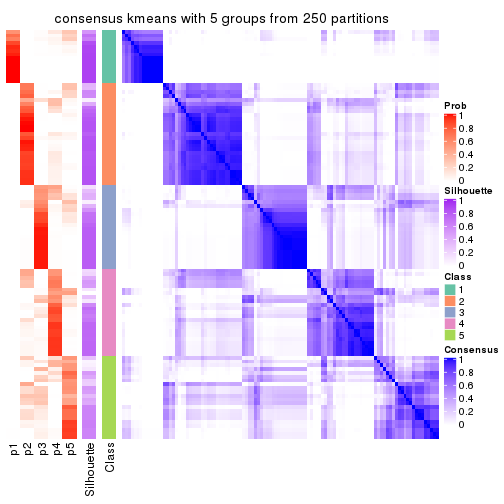 consensus kmeans with 5 groups from 250 partitions
Prob
1
0.8
0.6
0.4
0.2
0
Silhouette
1
0.8
0.6
0.4
0.2
0
Class
1
2
3
4
5
Consensus
1
0.8
0.6
0.4
0.2
0
p1
p2
p3
p4
p5
Silhouette
Class